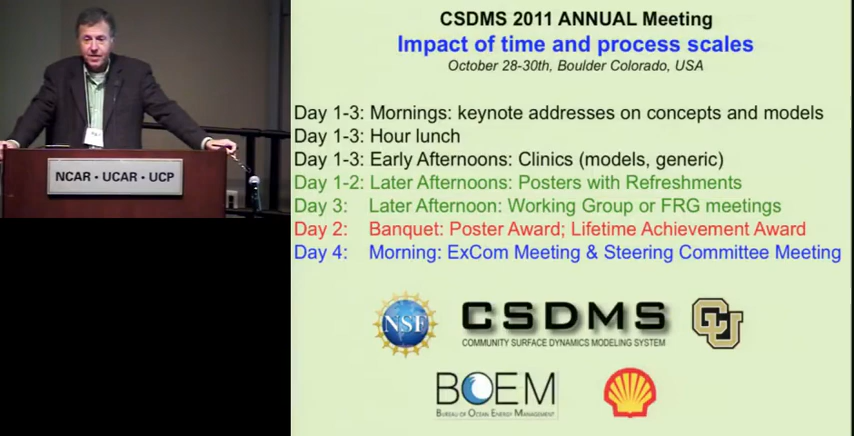 CSDMS 2011 ANNUAL Meeting
Impact of time and process scales
October 28-30th, Boulder Colorado, USA
Day 1-3: Mornings: keynote addresses on concepts and models
Day 1-3: Hour lunch
Day 1-3: Early Afternoons: Clinics (models, generic)
Day 1-2: Later Afternoons: Posters with Refreshments
Day 3: Later Afternoon: Working Group or FRG meetings
Day 2: Banquet: Poster Award; Lifetime Achievement Award
Day 4: Morning: ExCom Meeting & Steering Committee Meeting
NCAR • UCAR • UCP
NSF
CSDMS
COMMUNITY SURFACE DYNAMICS MODELING SYSTEM
CU
BOEM
BUREAU OF OCEAN ENERGY MANAGEMENT